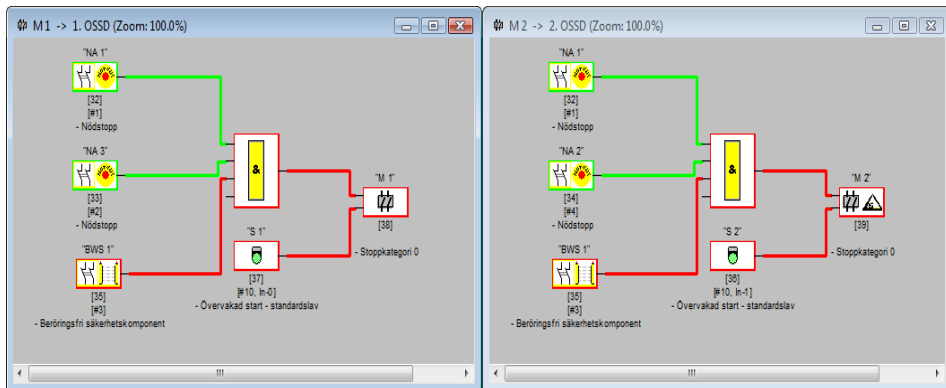 M 1 -> 1. OSSD (Zoom: 100.0%)
"NA 1"
[32]
[#1]
- Nödstopp
"NA 3"
[33]
[#2]
- Nödstopp
"BWS 1"
[35]
[#3]
- Beröringsfri säkerhetskomponent
&
"S 1"
[37]
[#10, In-0]
- Övervakad start - standardslav
"M 1"
[38]
- Stoppkategori 0
M 2 -> 2. OSSD (Zoom: 100.0%)
"NA 1"
[32]
[#1]
- Nödstopp
"NA 2"
[34]
[#4]
- Nödstopp
"BWS 1"
[35]
[#3]
- Beröringsfri säkerhetskomponent
&
"S 2"
[36]
[#10, In-1]
- Övervakad start - standardslav
"M 2"
[39]
- Stoppkategori 0